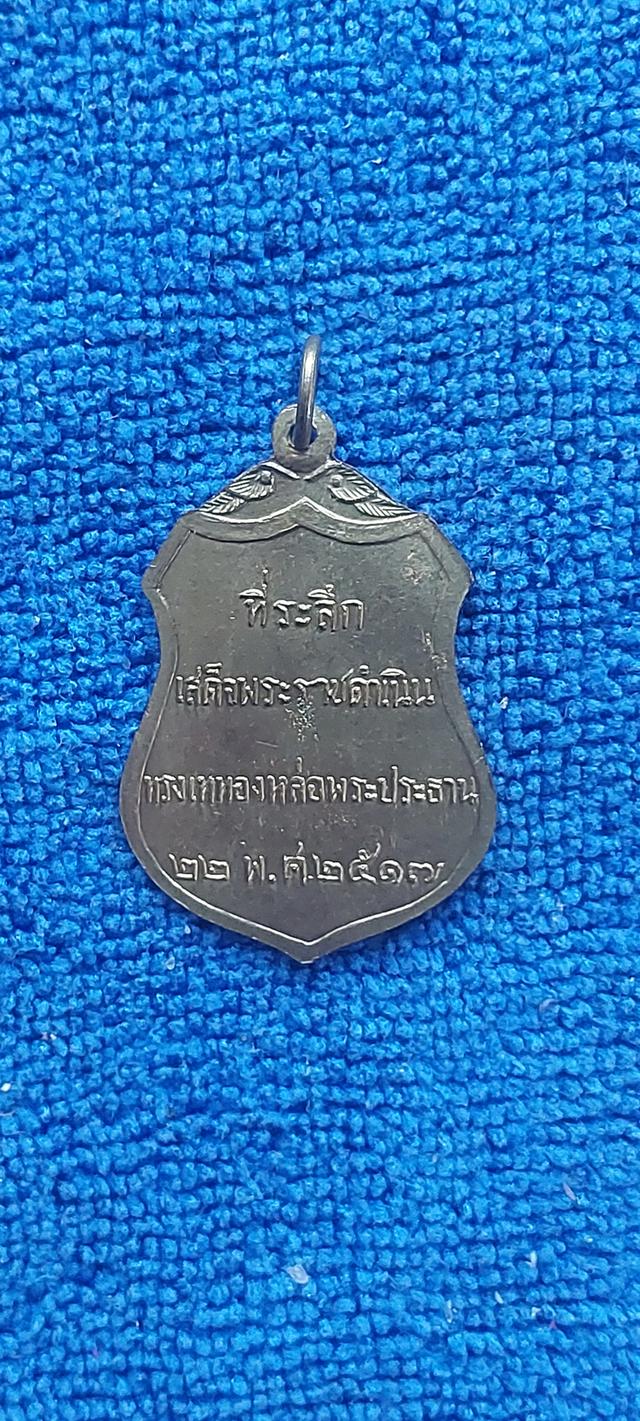 ที่ระลึก
เสด็จพระราชดำเนิน
ทรงเททองหล่อพระประธาน
๒๒ พ.ศ.๒๕๑๗